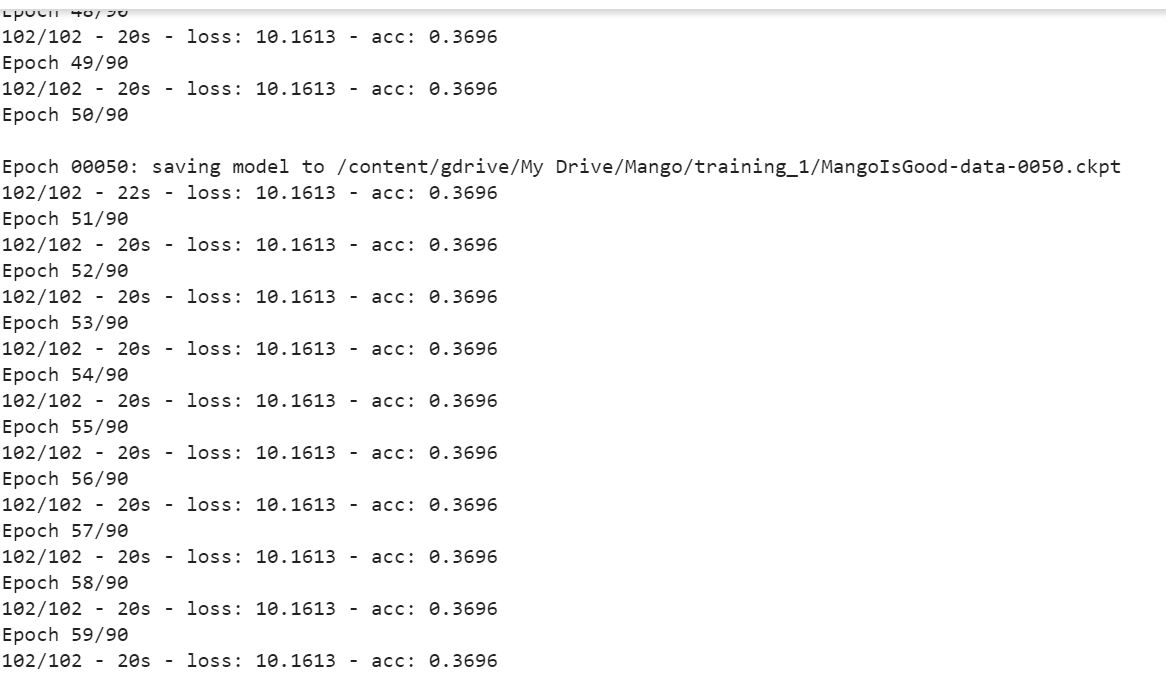 Epoch 48/90
102/102 - 20s - loss: 10.1613 - acc: 0.3696
Epoch 49/90
102/102 - 20s - loss: 10.1613 - acc: 0.3696
Epoch 50/90
Epoch 00050: saving model to /content/gdrive/My Drive/Mango/training_1/MangoIsGood-data-0050.ckpt
102/102 - 22s - loss: 10.1613 - acc: 0.3696
Epoch 51/90
102/102 - 20s - loss: 10.1613 - acc: 0.3696
Epoch 52/90
102/102 - 20s - loss: 10.1613 - acc: 0.3696
Epoch 53/90
102/102 - 20s - loss: 10.1613 - acc: 0.3696
Epoch 54/90
102/102 - 20s - loss: 10.1613 - acc: 0.3696
Epoch 55/90
102/102 - 20s - loss: 10.1613 - acc: 0.3696
Epoch 56/90
102/102 - 20s - loss: 10.1613 - acc: 0.3696
Epoch 57/90
102/102 - 20s - loss: 10.1613 - acc: 0.3696
Epoch 58/90
102/102 - 20s - loss: 10.1613 - acc: 0.3696
Epoch 59/90
102/102 - 20s - loss: 10.1613 - acc: 0.3696